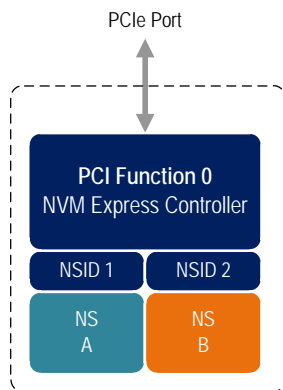 PCIe Port
PCI Function 0
NVM Express Controller
NSID 1
NSID 2
NS
A
NS
B